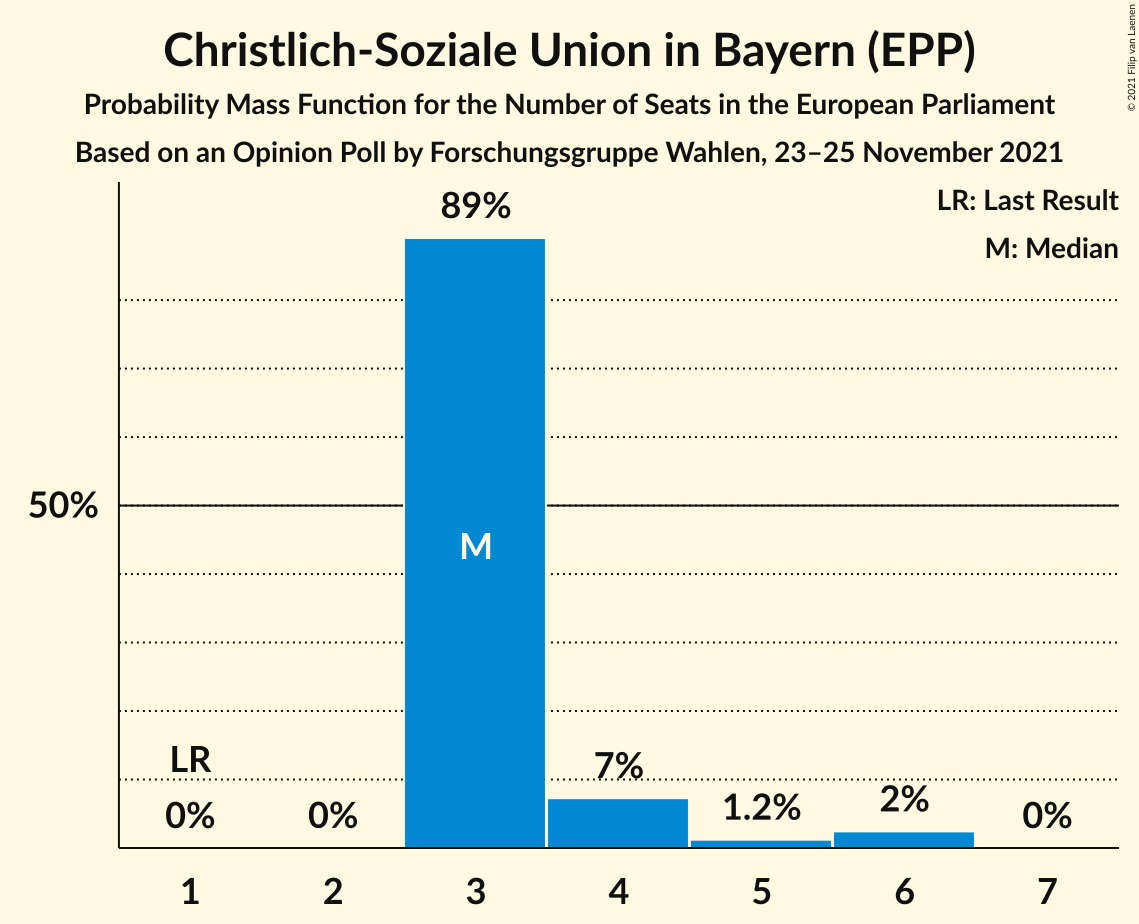 Christlich-Soziale Union in Bayern (EPP)
Probability Mass Function for the Number of Seats in the European Parliament
Based on an Opinion Poll by Forschungsgruppe Wahlen, 23–25 November 2021
© 2021 Filip van Laenen
LR: Last Result
M: Median
89%
50%
M
LR
0%
0%
7%
1.2%
2%
0%
1 2 3 4 5 6 7